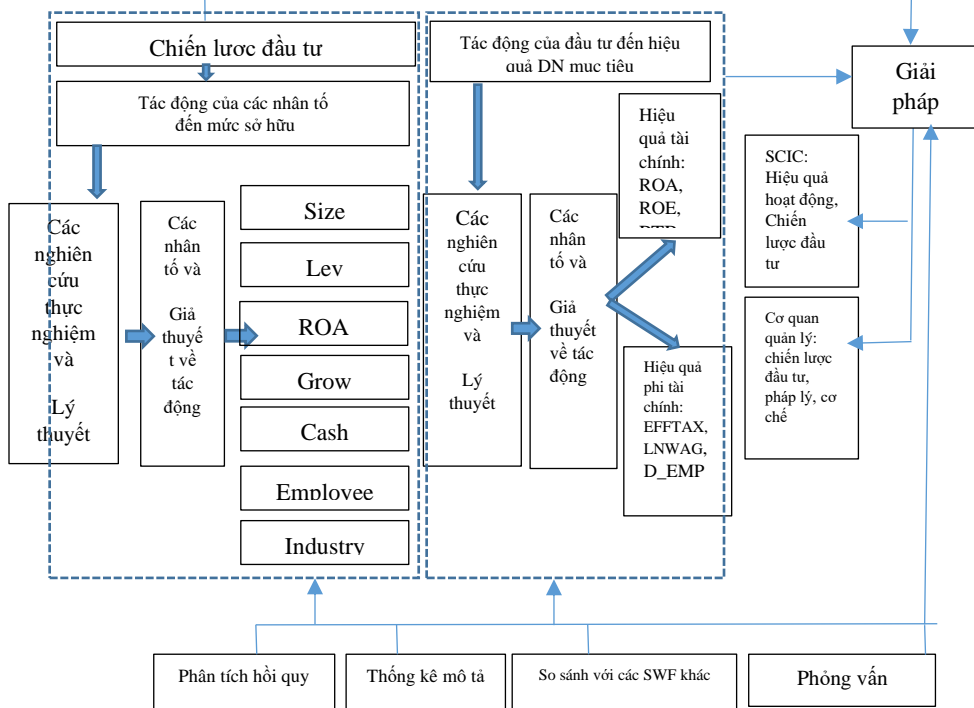 Chiến lược đầu tư
Tác động của các nhân tố
đến mức sở hữu
Các
nghiên
cứu
thực
nghiệm
và
Lý
thuyết
Các
nhân
tố và
Giả
thuyế
t về
tác
động
Size
Lev
ROA
Grow
Cash
Employee
Industry
Tác động của đầu tư đến hiệu
quả DN mục tiêu
Các
nghiên
cứu
thực
nghiệm
và
Lý
thuyết
Các
nhân
tố và
Giả
thuyết
về tác
động
Hiệu
quả tài
chính:
ROA,
ROE,
Hiệu quả
phi tài
chính:
EFFTAX,
LNWAG,
D_EMP
Giải
pháp
SCIC:
Hiệu quả
hoạt động,
Chiến
lược đầu
tư
Cơ quan
quản lý:
chiến lược
đầu tư,
pháp lý, cơ
chế
Phân tích hồi quy
Thống kê mô tả
So sánh với các SWF khác
Phỏng vấn